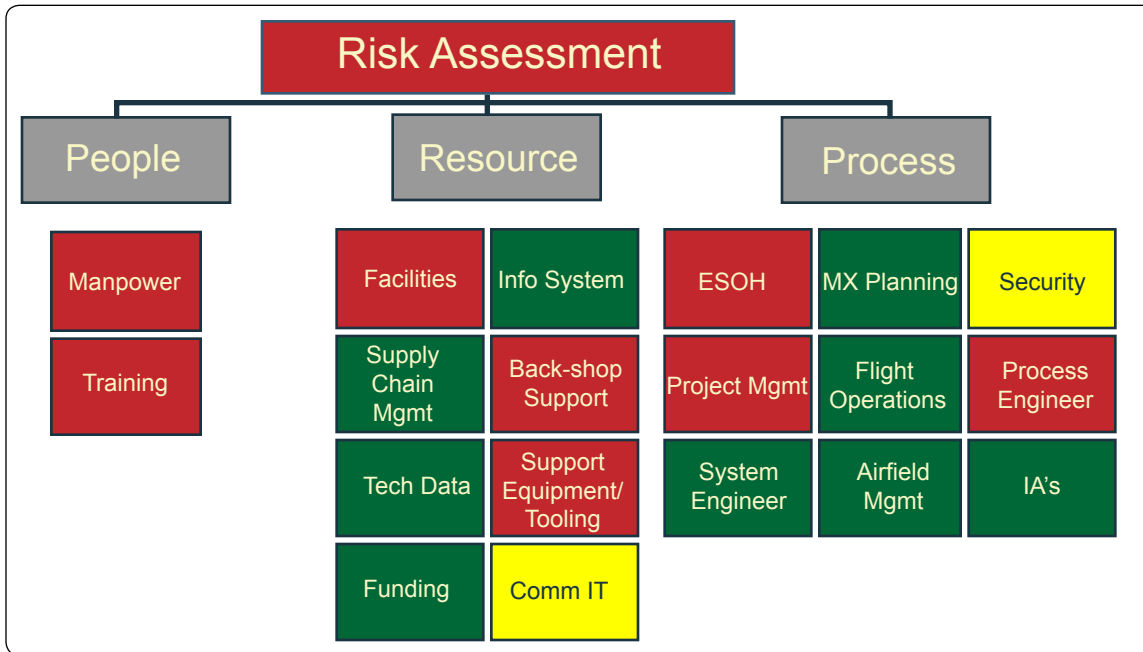 Risk Assessment
People
Resource
Process
Manpower
Training
Facilities
Info System
Supply
Chain
Mgmt
Back-shop
Support
Tech Data
Support
Equipment/
Tooling
Funding
Comm IT
ESOH
MX Planning
Security
Project Mgmt
Flight
Operations
Process
Engineer
System
Engineer
Airfield
Mgmt
IA's